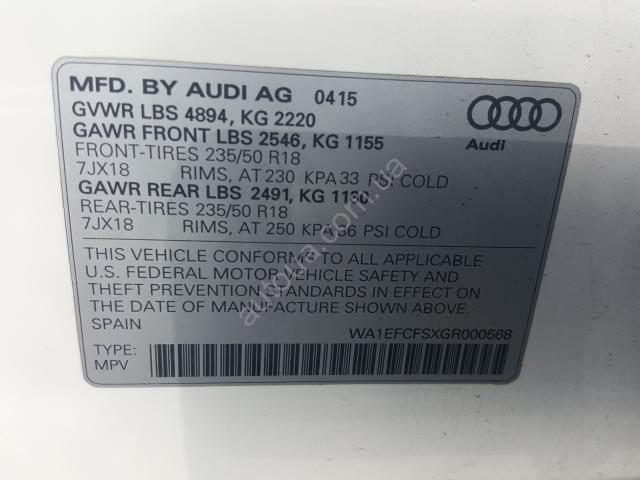 MFD. BY AUDI AG 0415
GVWR LBS 4894, KG 2220
GAWR FRONT LBS 2546, KG 1155
FRONT-TIRES 235/50 R18
7JX18 RIMS, AT 230 KPA 33 PSI COLD
GAWR REAR LBS 2491, KG 1130
REAR-TIRES 235/50 R18
7JX18 RIMS, AT 250 KPA 36 PSI COLD
Audi
THIS VEHICLE CONFORMS TO ALL APPLICABLE
U.S. FEDERAL MOTOR VEHICLE SAFETY AND
THEFT PREVENTION STANDARDS IN EFFECT ON
THE DATE OF MANUFACTURE SHOWN ABOVE.
SPAIN WA1EFCFSXGR000568
TYPE:
MPV